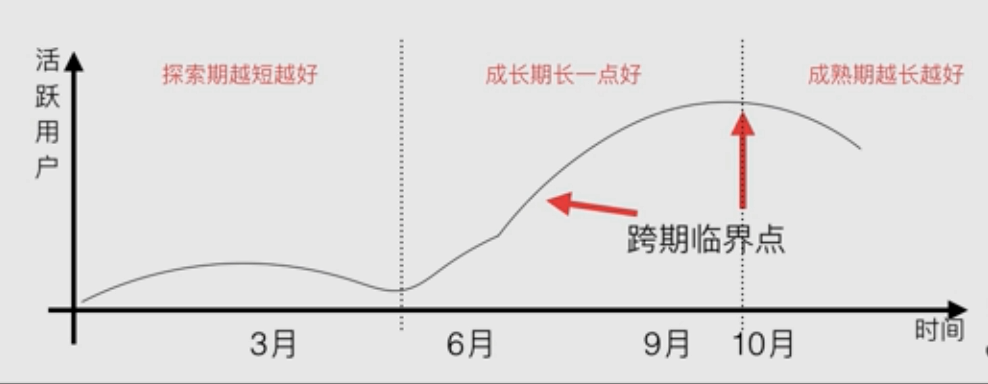 活跃用户
探索期越短越好
成长期长一点好
成熟期越长越好
跨期临界点
时间
3月
6月
9月
10月